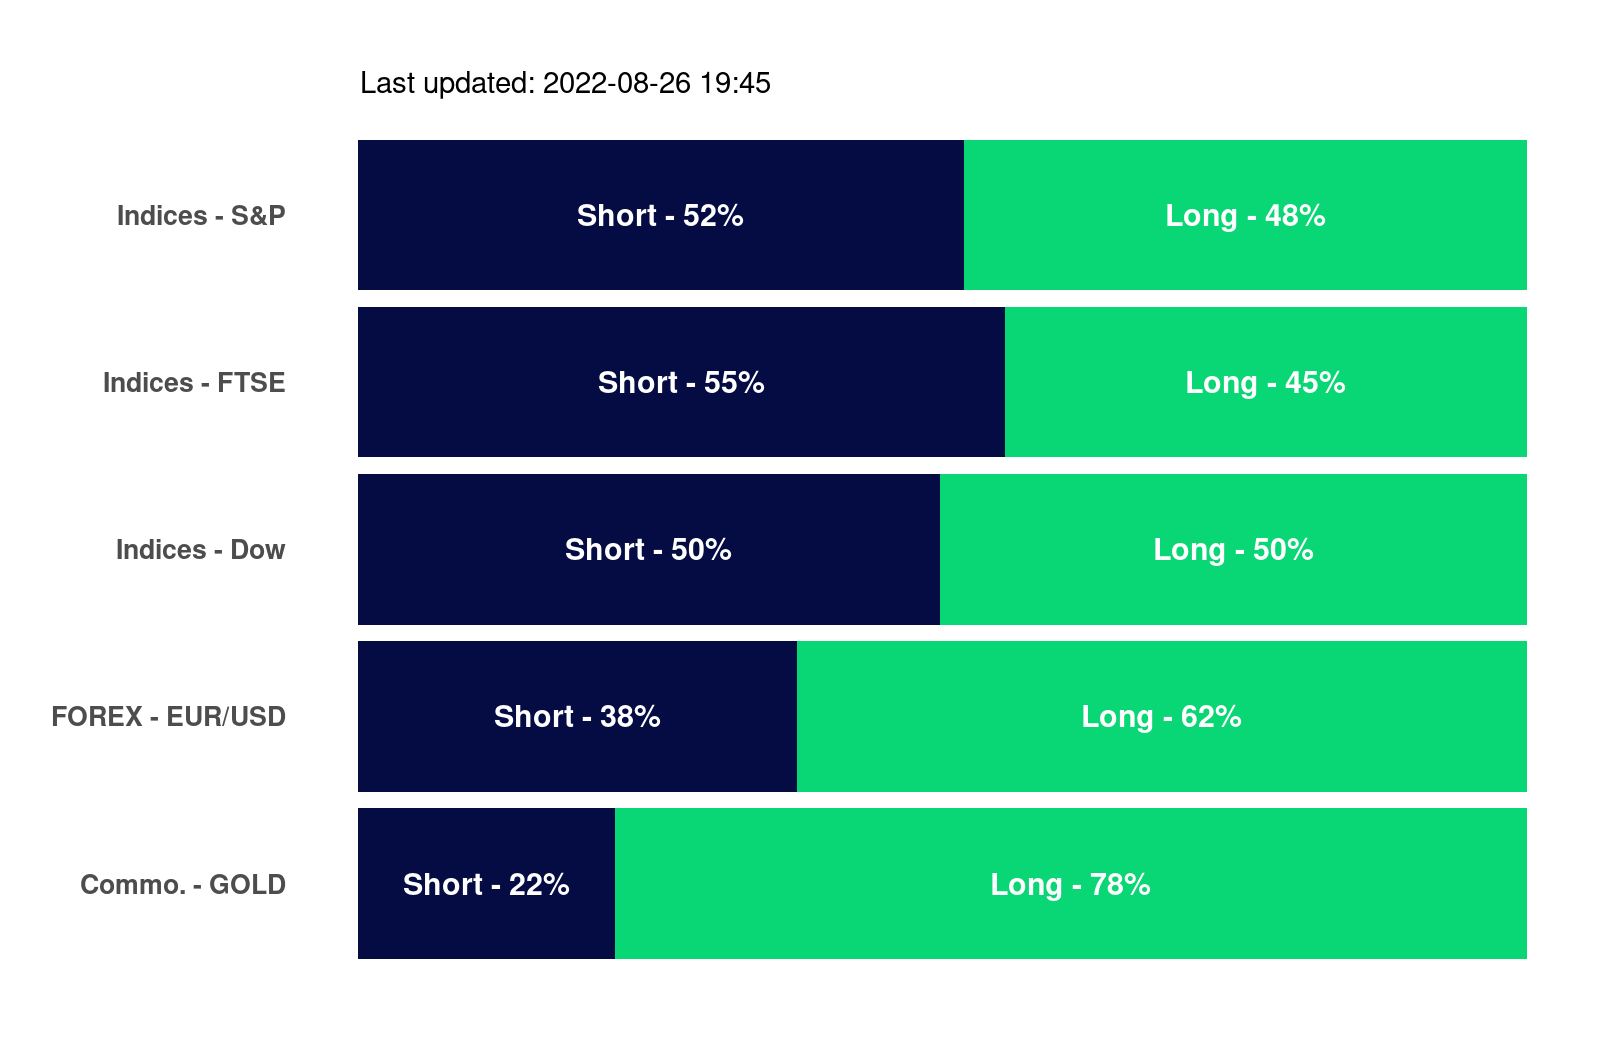 Last updated: 2022-08-26 19:45
Indices - S&P
Short - 52%
Long - 48%
Indices - FTSE
Short - 55%
Long - 45%
Indices - Dow
Short - 50%
Long - 50%
FOREX - EUR/USD
Short - 38%
Long - 62%
Commo. - GOLD
Short - 22%
Long - 78%